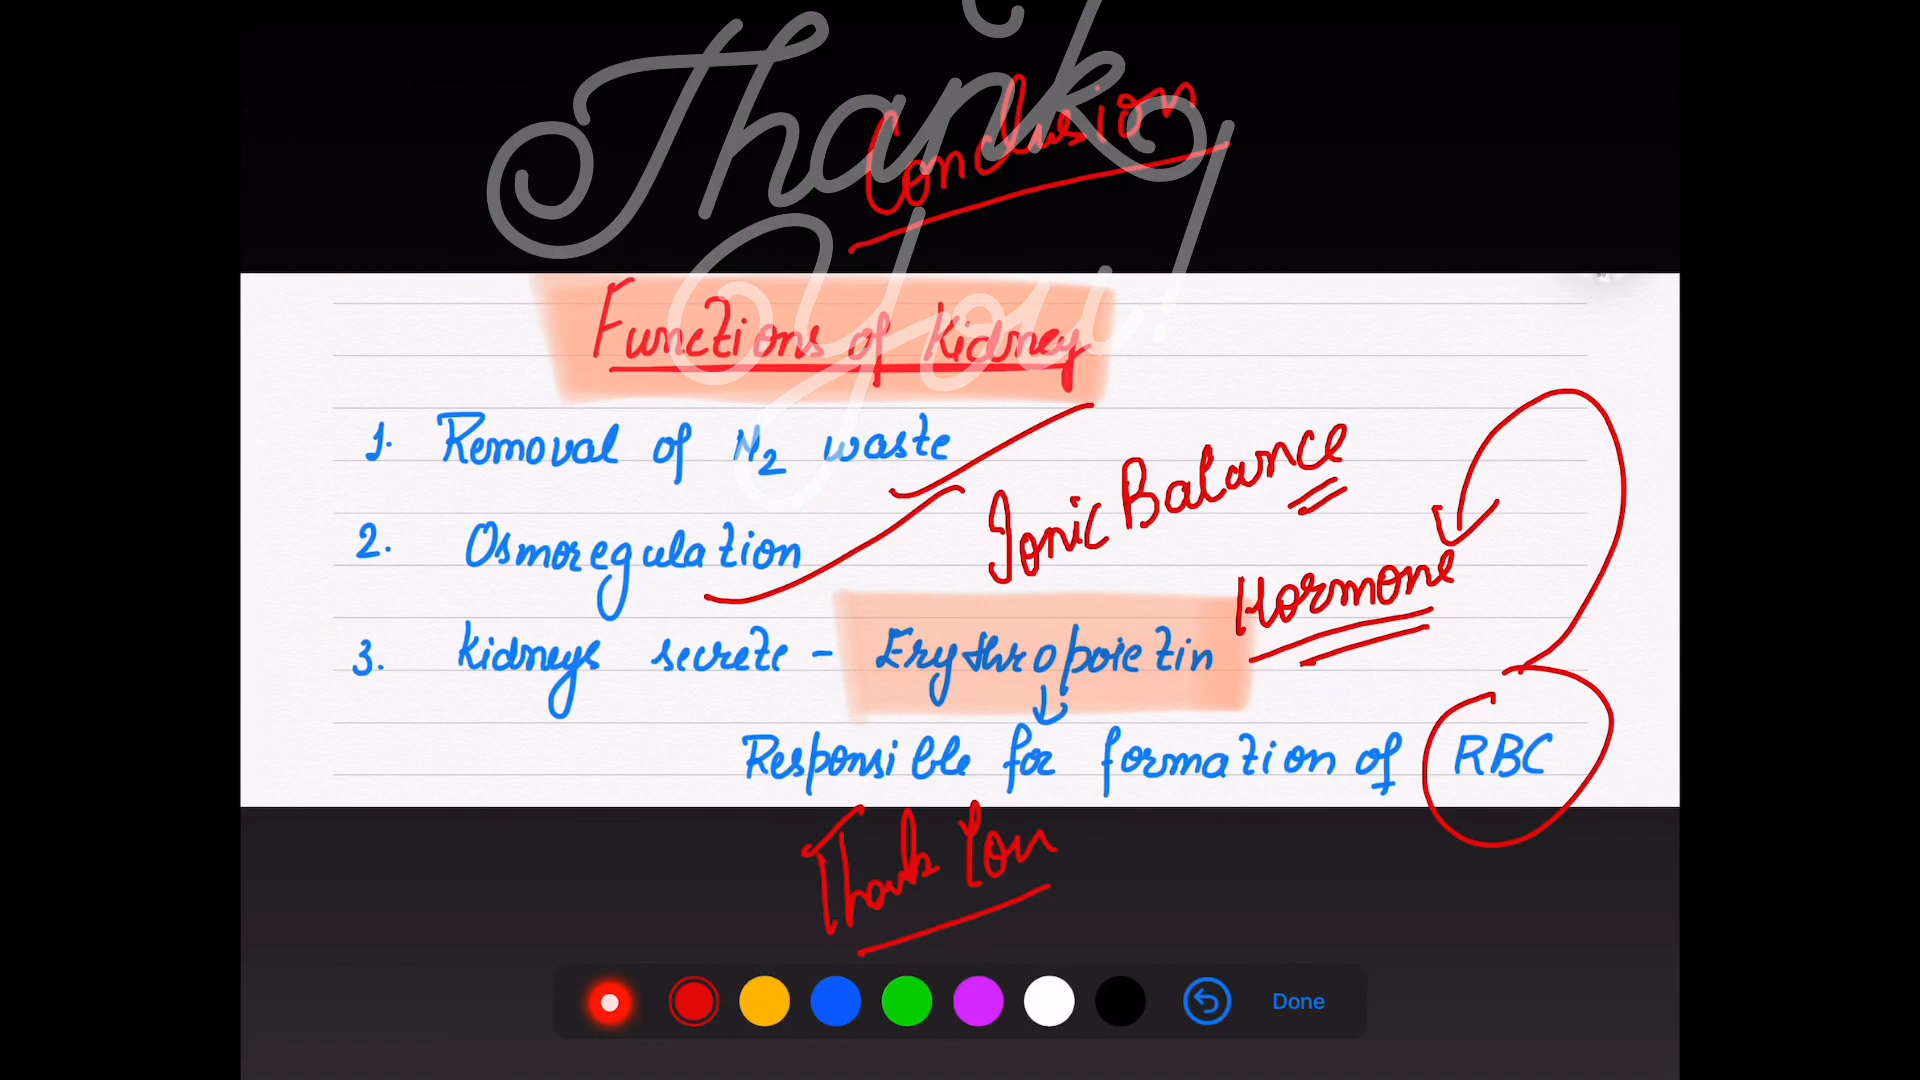 Thank
You!
Conclusion
Functions of Kidney
1. Removal of N2 waste
Ionic Balance
2. Osmoregulation
Hormone
3. Kidneys secrete - Erythropoietin
Responsible for formation of RBC
Thank You
Done